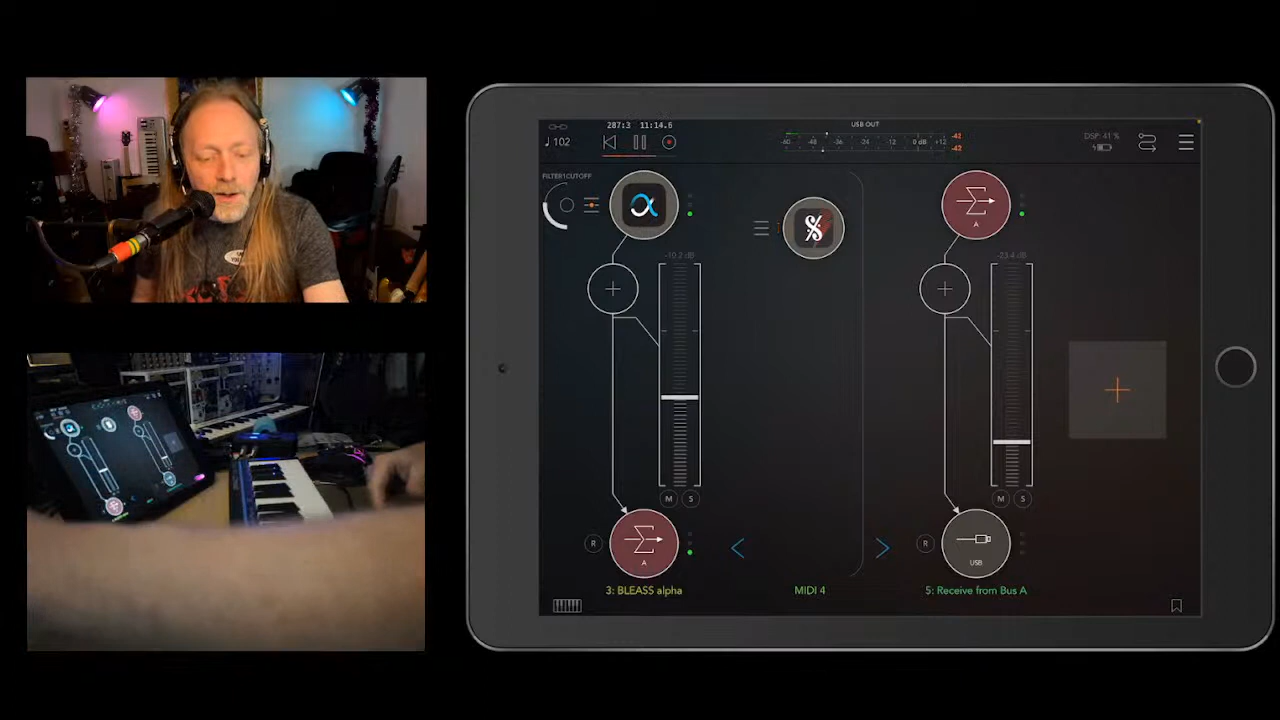 287:3 11:14.6
USB OUT
♩ 102
-60 -48 -36 -24 -12 0 dB +12
-42
-42
DSP: 41 %
FILTER1CUTOFF
A
-10.2 dB
-23.4 dB
M S
M S
R
A
R
USB
3: BLEASS alpha
MIDI 4
5: Receive from Bus A